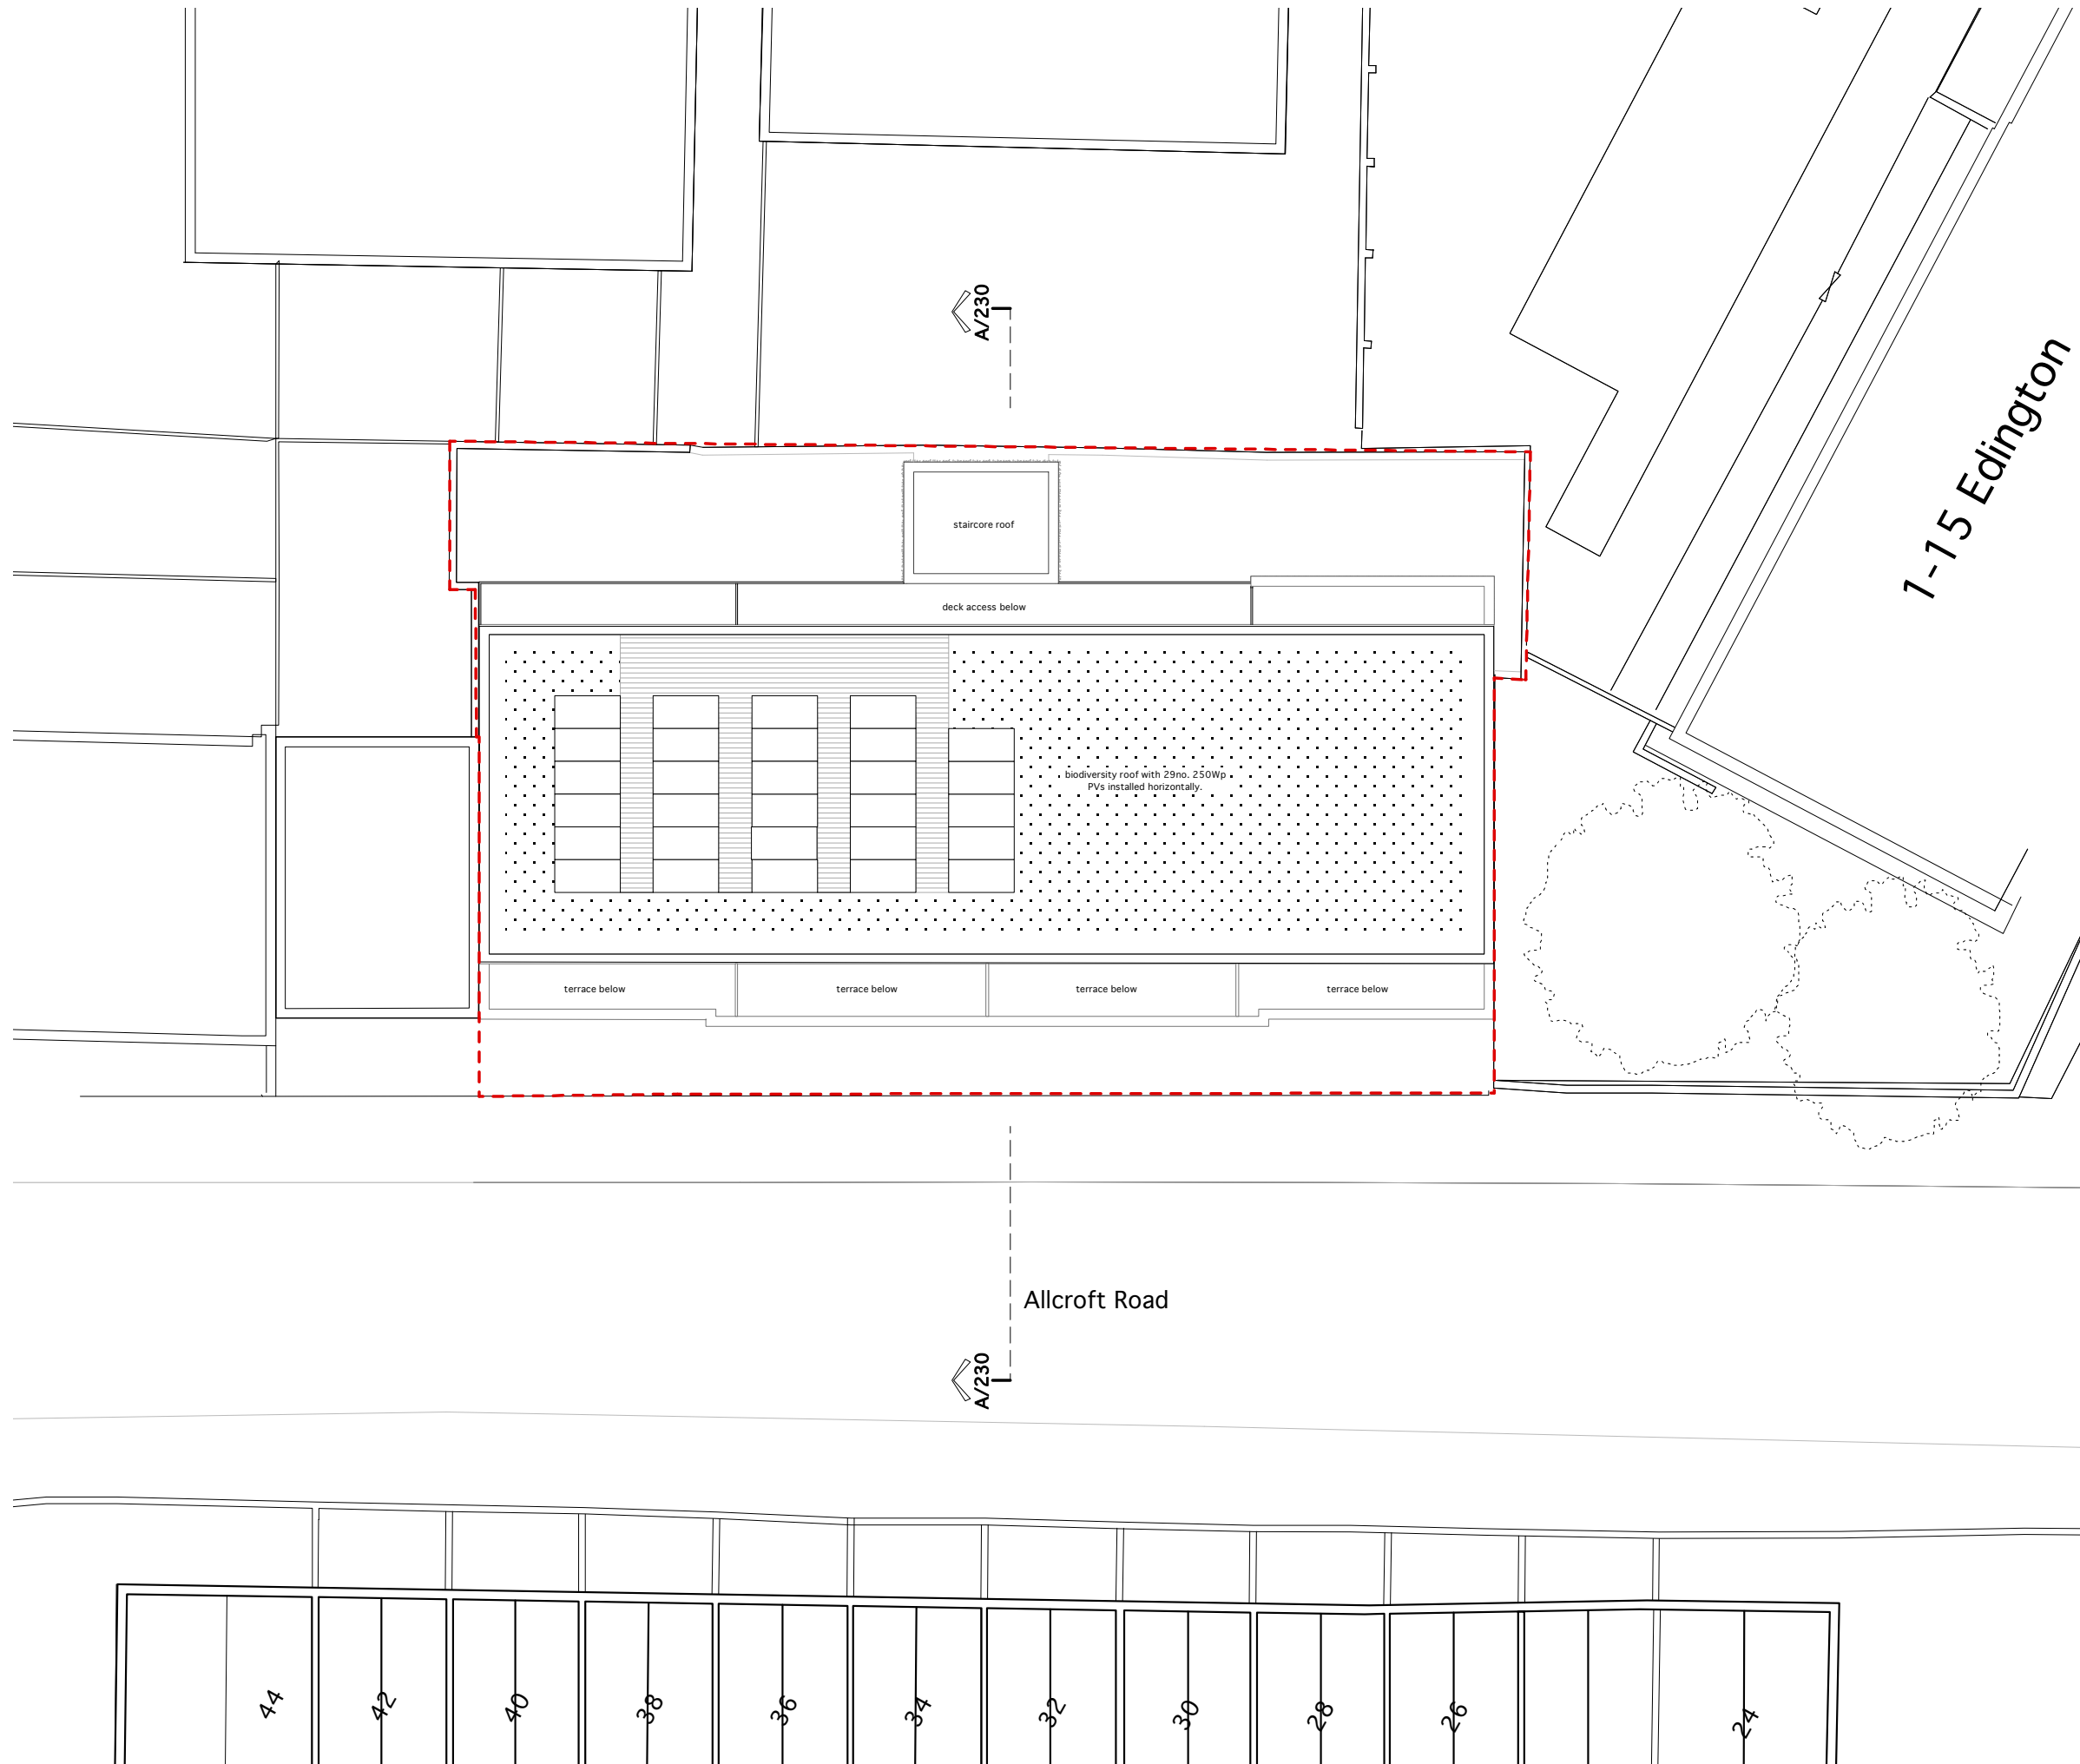 A/230
1-15 Edington
staircore roof
deck access below
biodiversity roof with 29no. 250Wp
PVs installed horizontally.
terrace below
terrace below
terrace below
terrace below
Allcroft Road
A/230
44
42
40
38
36
34
32
30
28
26
24